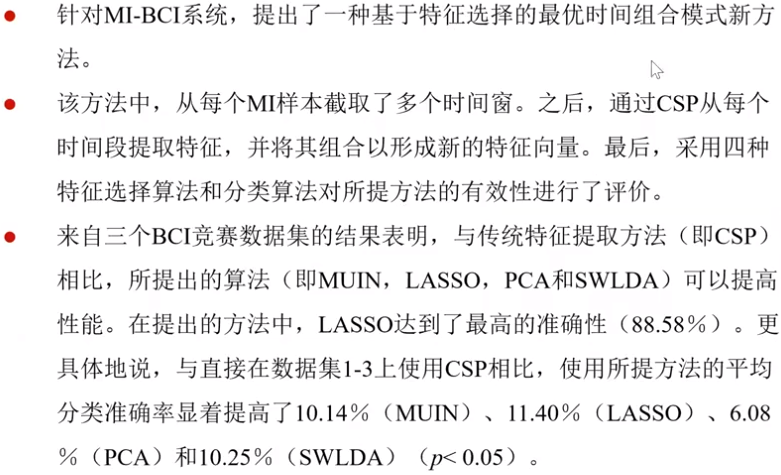 针对MI-BCI系统，提出了一种基于特征选择的最优时间组合模式新方
法。
该方法中，从每个MI样本截取了多个时间窗。之后，通过CSP从每个
时间段提取特征，并将其组合以形成新的特征向量。最后，采用四种
特征选择算法和分类算法对所提方法的有效性进行了评价。
来自三个BCI竞赛数据集的结果表明，与传统特征提取方法（即CSP）
相比，所提出的算法（即MUIN，LASSO，PCA和SWLDA）可以提高
性能。在提出的方法中，LASSO达到了最高的准确性（88.58%）。更
具体地说，与直接在数据集1-3上使用CSP相比，使用所提方法的平均
分类准确率显着提高了10.14%（MUIN）、11.40%（LASSO）、6.08
%（PCA）和10.25%（SWLDA）（p< 0.05）。